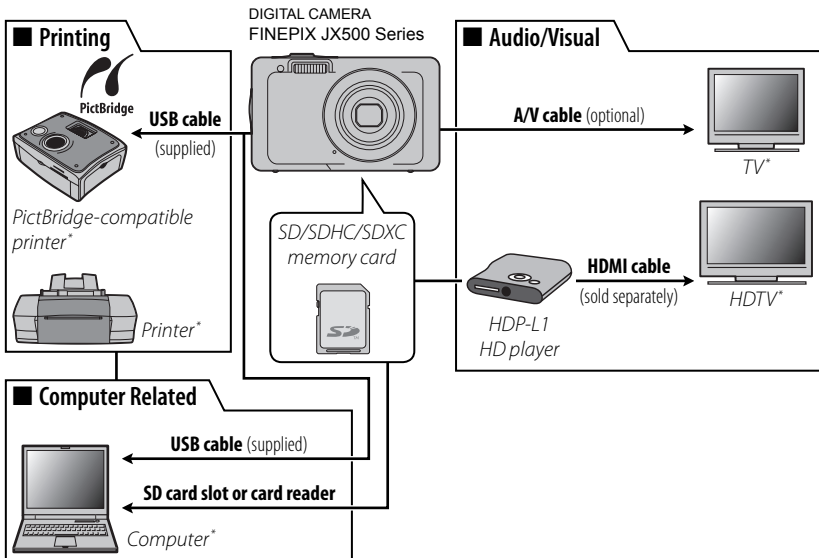 DIGITAL CAMERA
FINEPIX JX500 Series
■ Printing
PictBridge
USB cable
(supplied)
PictBridge-compatible
printer*
Printer*
■ Audio/Visual
A/V cable (optional)
TV*
SD/SDHC/SDXC
memory card
SD
HDMI cable
(sold separately)
HDTV*
HDP-L1
HD player
■ Computer Related
USB cable (supplied)
SD card slot or card reader
Computer*